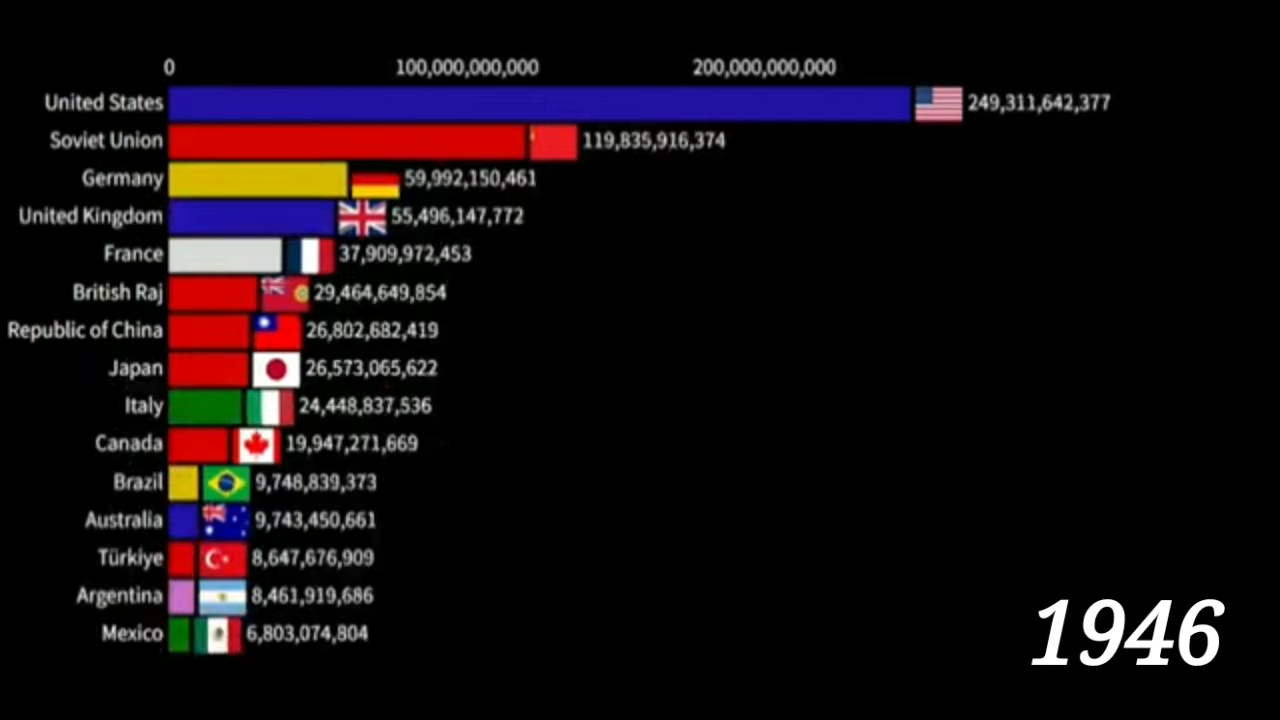 0 100,000,000,000 200,000,000,000
United States 249,311,642,377
Soviet Union 119,835,916,374
Germany 59,992,150,461
United Kingdom 55,496,147,772
France 37,909,972,453
British Raj 29,464,649,854
Republic of China 26,802,682,419
Japan 26,573,065,622
Italy 24,448,837,536
Canada 19,947,271,669
Brazil 9,748,839,373
Australia 9,743,450,661
Türkiye 8,647,676,909
Argentina 8,461,919,686
Mexico 6,803,074,804
1946